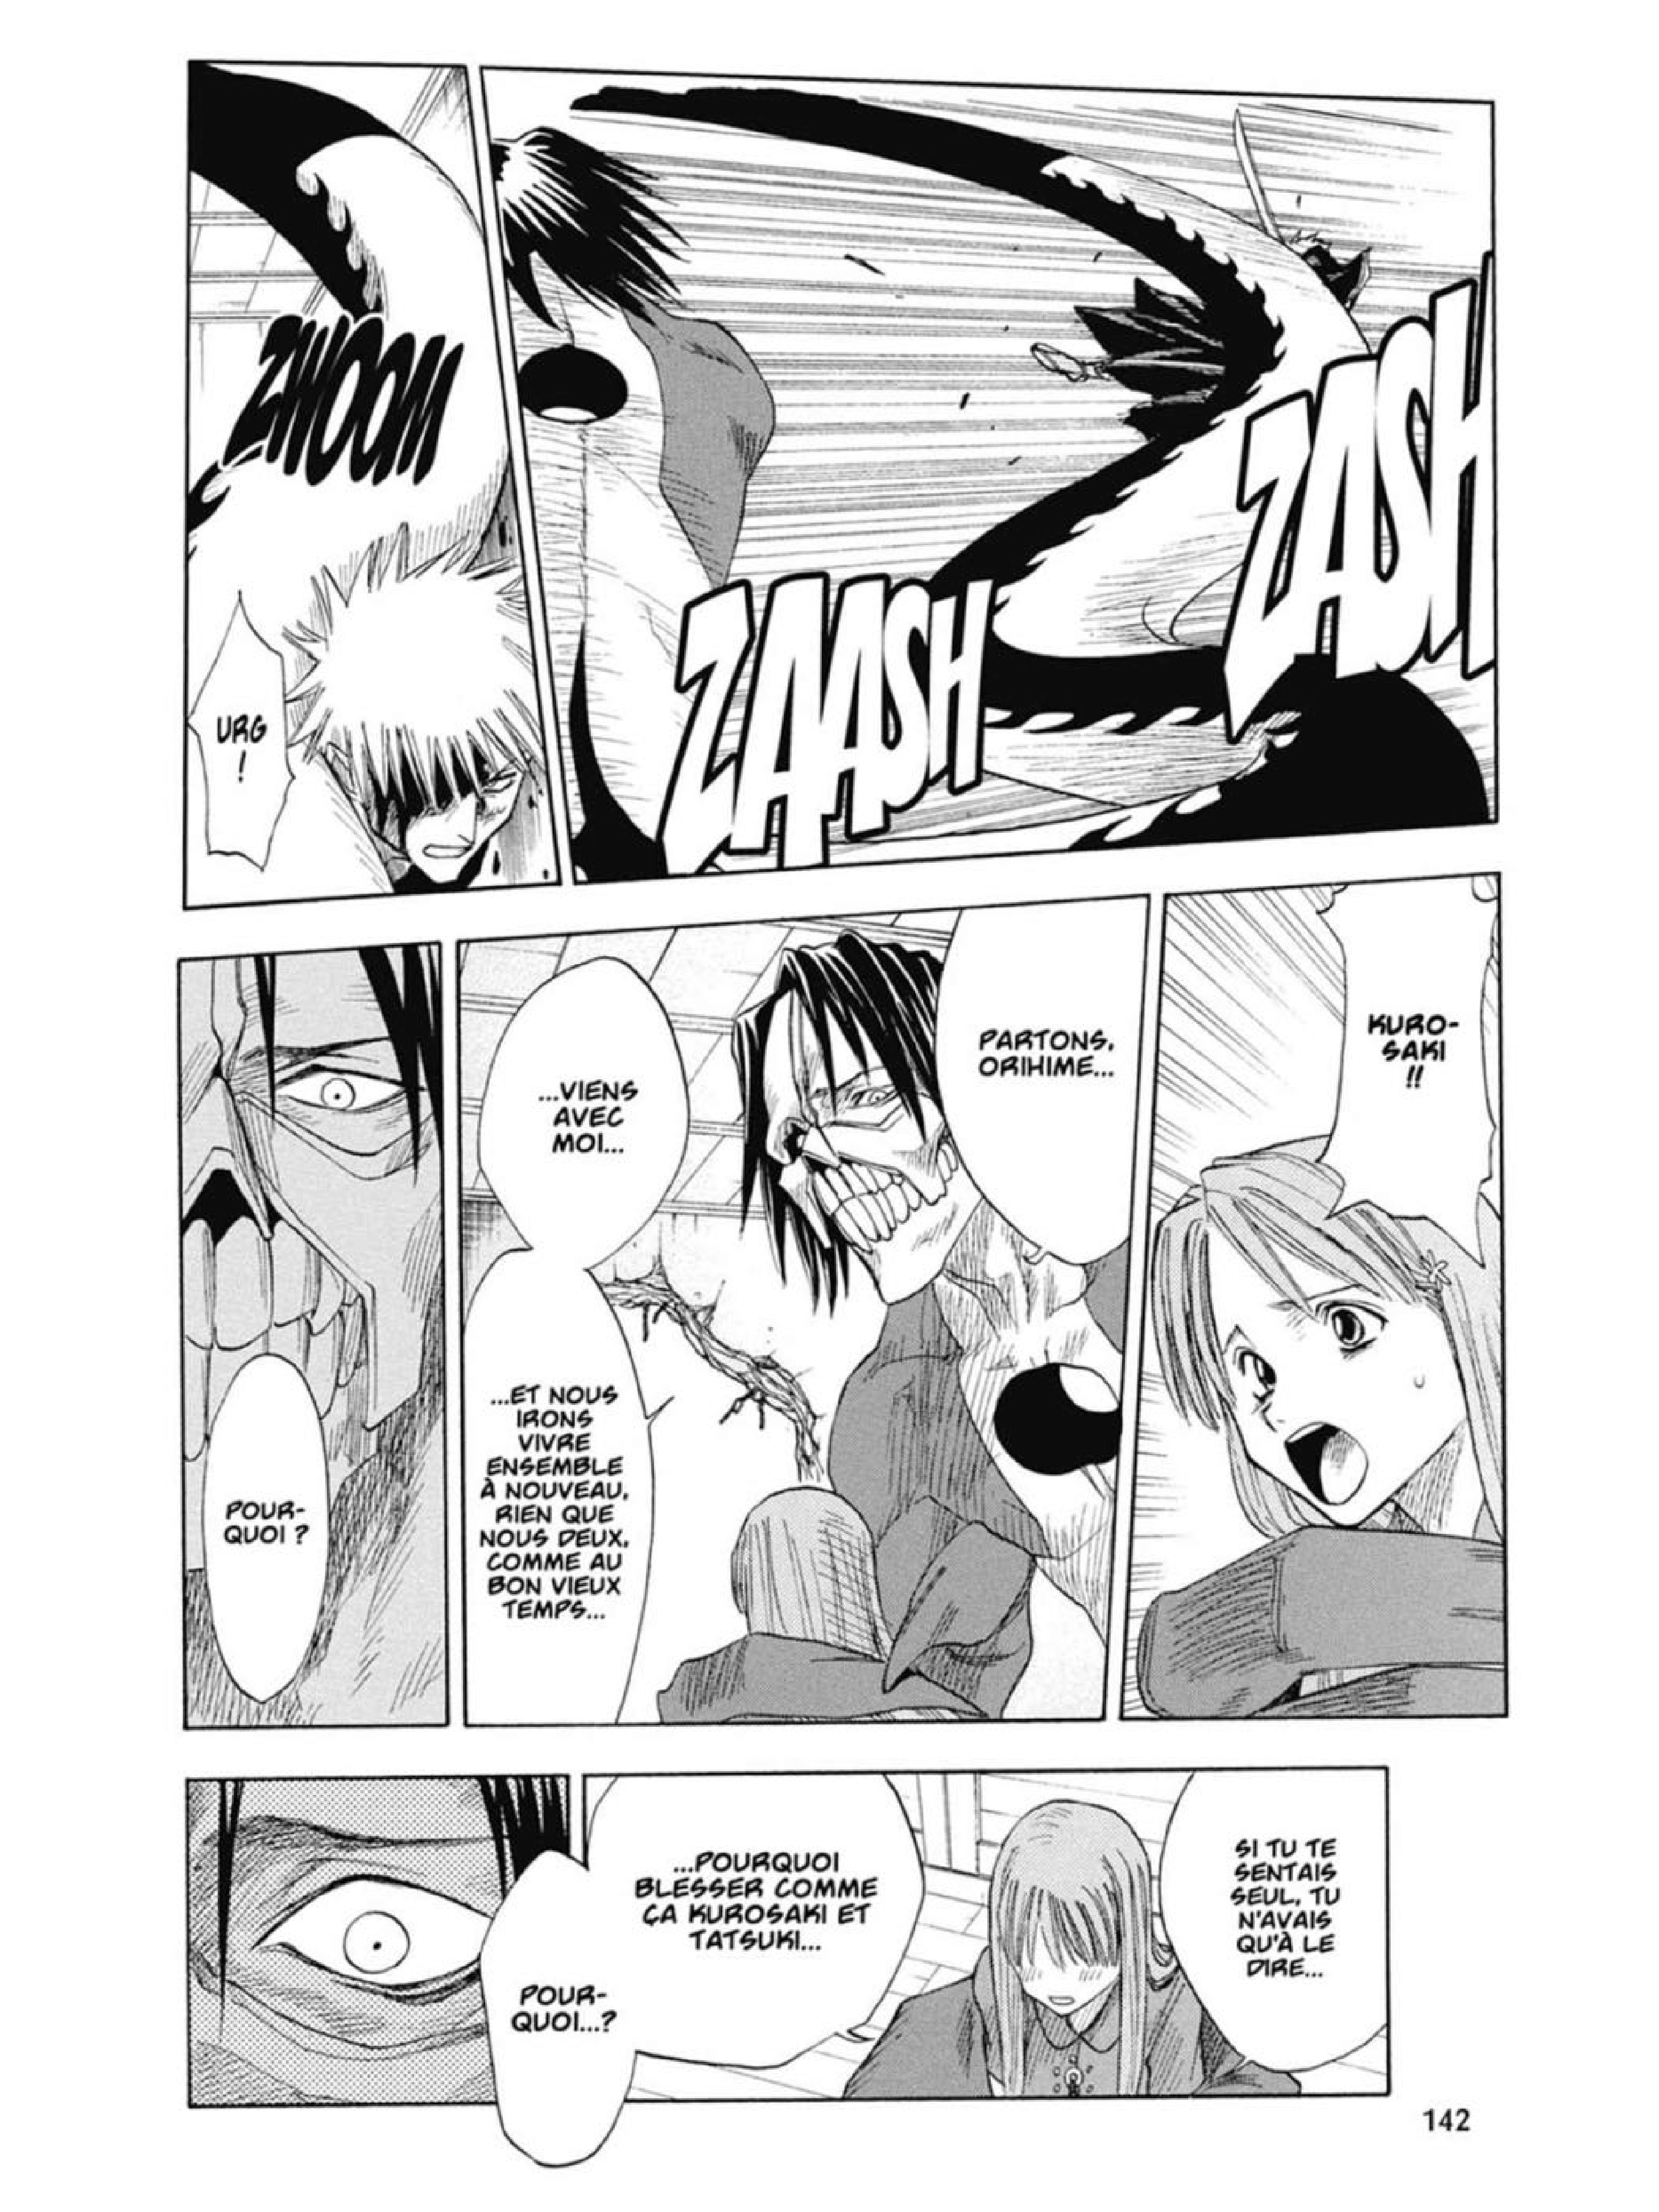 ZASH
ZAASH
ZWOOM
URG
!
KURO-
SAKI
!!
PARTONS,
ORIHIME...
...VIENS
AVEC
MOI...
...ET NOUS
IRONS
VIVRE
ENSEMBLE
À NOUVEAU,
RIEN QUE
NOUS DEUX,
COMME AU
BON VIEUX
TEMPS...
POUR-
QUOI ?
SI TU TE
SENTAIS
SEUL, TU
N'AVAIS
QU'À LE
DIRE...
...POURQUOI
BLESSER COMME
ÇA KUROSAKI ET
TATSUKI...
POUR-
QUOI...?
142